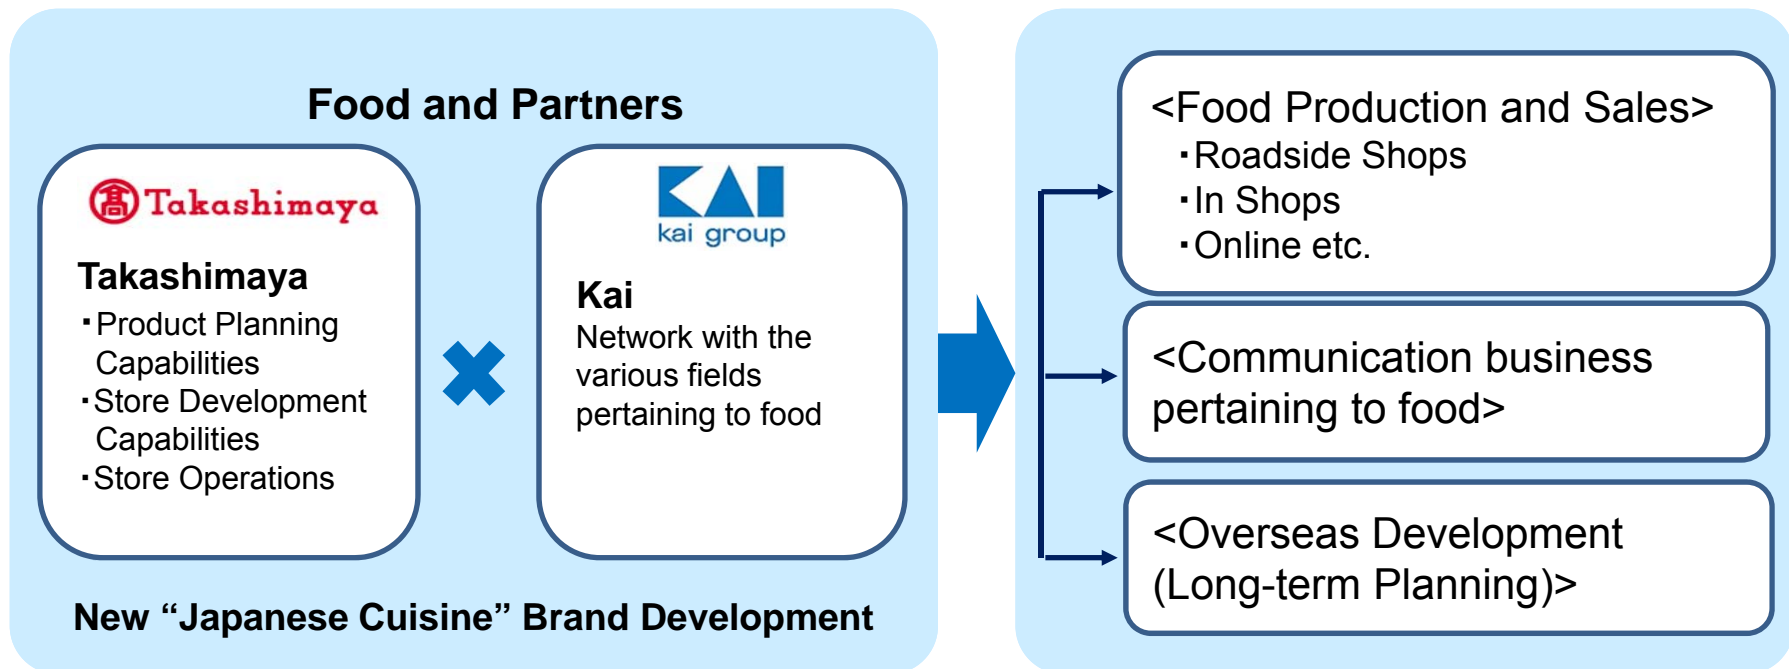 Food and Partners
髙 Takashimaya
Takashimaya
・Product Planning
Capabilities
・Store Development
Capabilities
・Store Operations
KAI
kai group
Kai
Network with the
various fields
pertaining to food
New “Japanese Cuisine” Brand Development
<Food Production and Sales>
・Roadside Shops
・In Shops
・Online etc.
<Communication business
pertaining to food>
<Overseas Development
(Long-term Planning)>